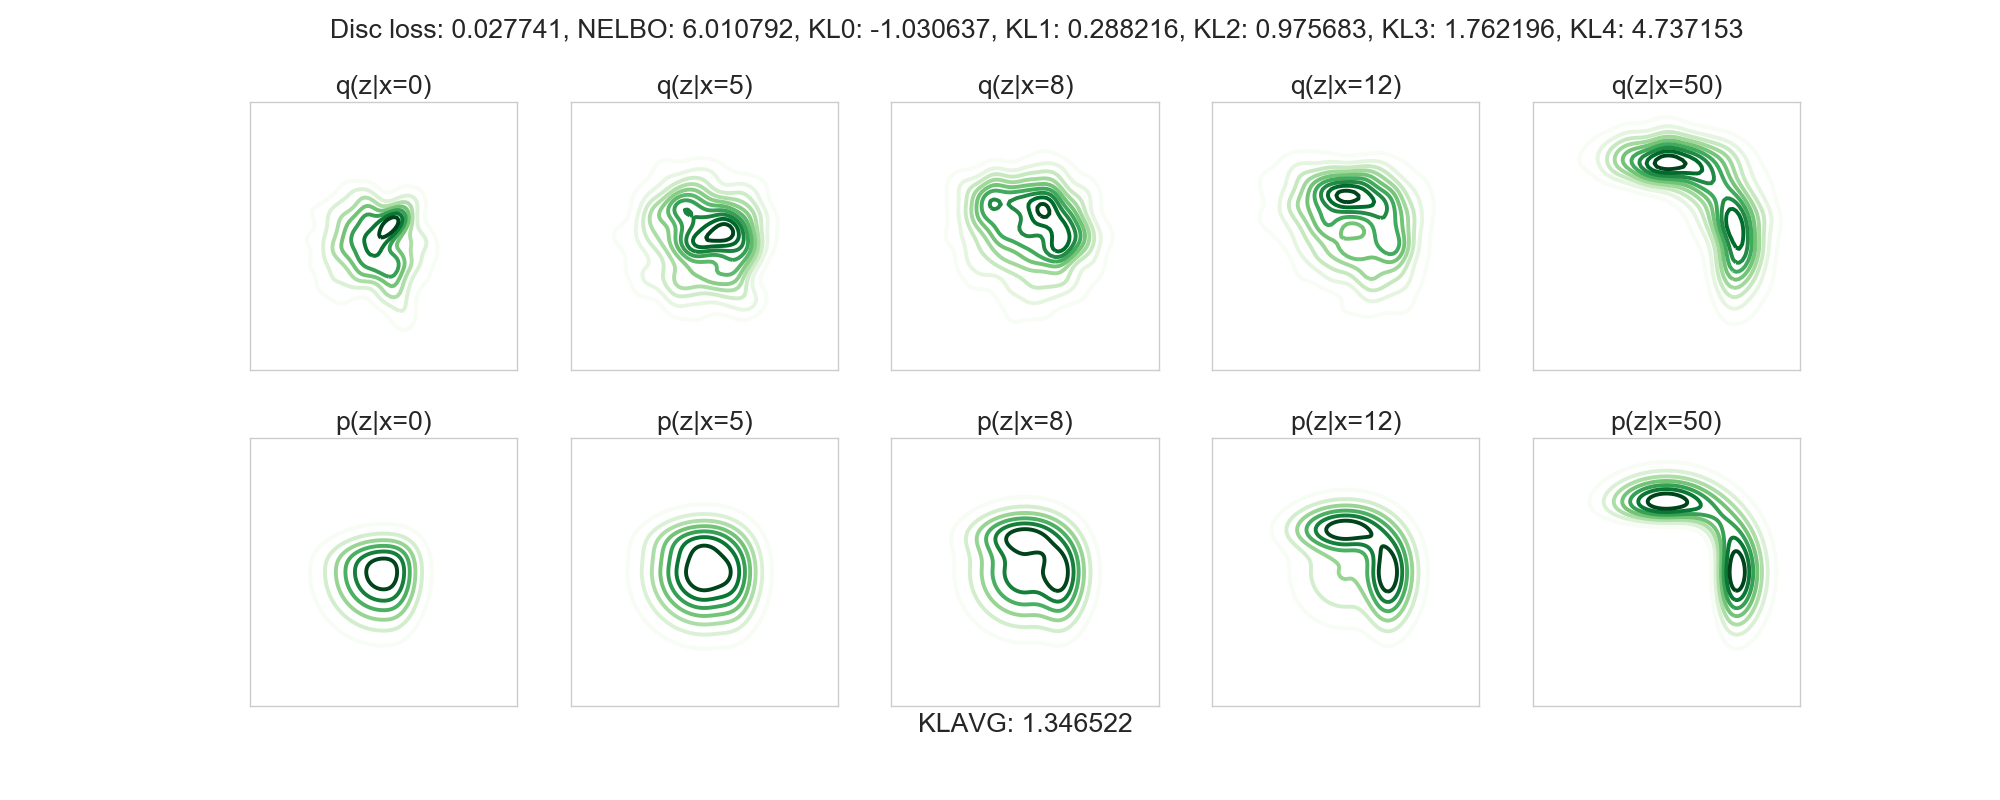 Disc loss: 0.027741, NELBO: 6.010792, KL0: -1.030637, KL1: 0.288216, KL2: 0.975683, KL3: 1.762196, KL4: 4.737153
q(z|x=0) q(z|x=5) q(z|x=8) q(z|x=12) q(z|x=50)
p(z|x=0) p(z|x=5) p(z|x=8) p(z|x=12) p(z|x=50)
KLAVG: 1.346522